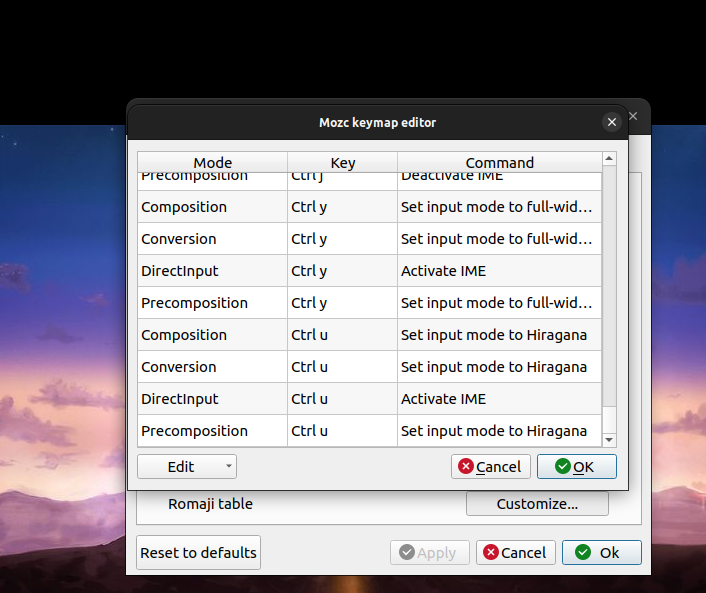 Mozc keymap editor
Mode Key Command
Precomposition Ctrl j Deactivate IME
Composition Ctrl y Set input mode to full-wid...
Conversion Ctrl y Set input mode to full-wid...
DirectInput Ctrl y Activate IME
Precomposition Ctrl y Set input mode to full-wid...
Composition Ctrl u Set input mode to Hiragana
Conversion Ctrl u Set input mode to Hiragana
DirectInput Ctrl u Activate IME
Precomposition Ctrl u Set input mode to Hiragana
Edit Cancel OK
Romaji table Customize...
Reset to defaults Apply Cancel Ok